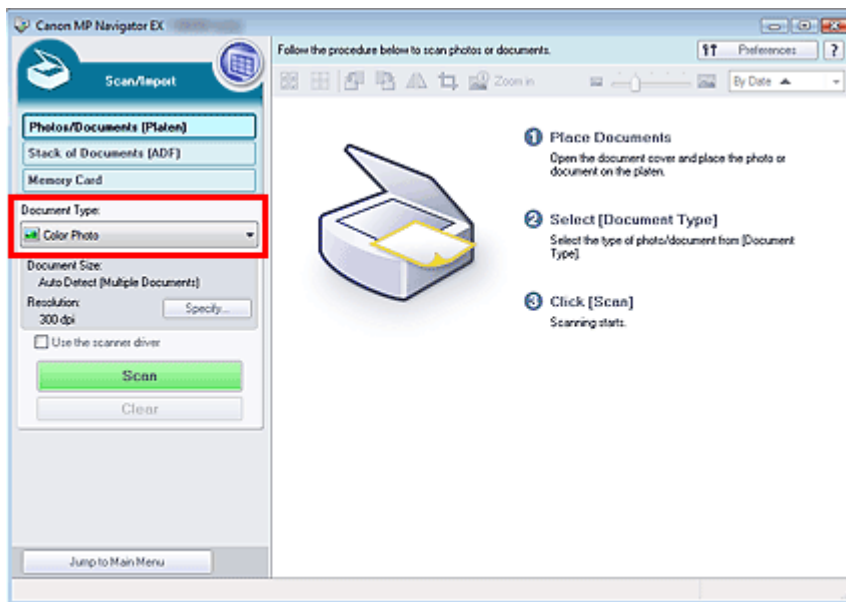 Canon MP Navigator EX
Scan/Import
Photos/Documents (Platen)
Stack of Documents (ADF)
Memory Card
Document Type:
Color Photo
Document Size:
Auto Detect (Multiple Documents)
Resolution:
300 dpi
Specify...
Use the scanner driver
Scan
Clear
Jump to Main Menu
Follow the procedure below to scan photos or documents.
Preferences
?
Zoom in
By Date
1 Place Documents
Open the document cover and place the photo or
document on the platen.
2 Select [Document Type]
Select the type of photo/document from [Document
Type].
3 Click [Scan]
Scanning starts.